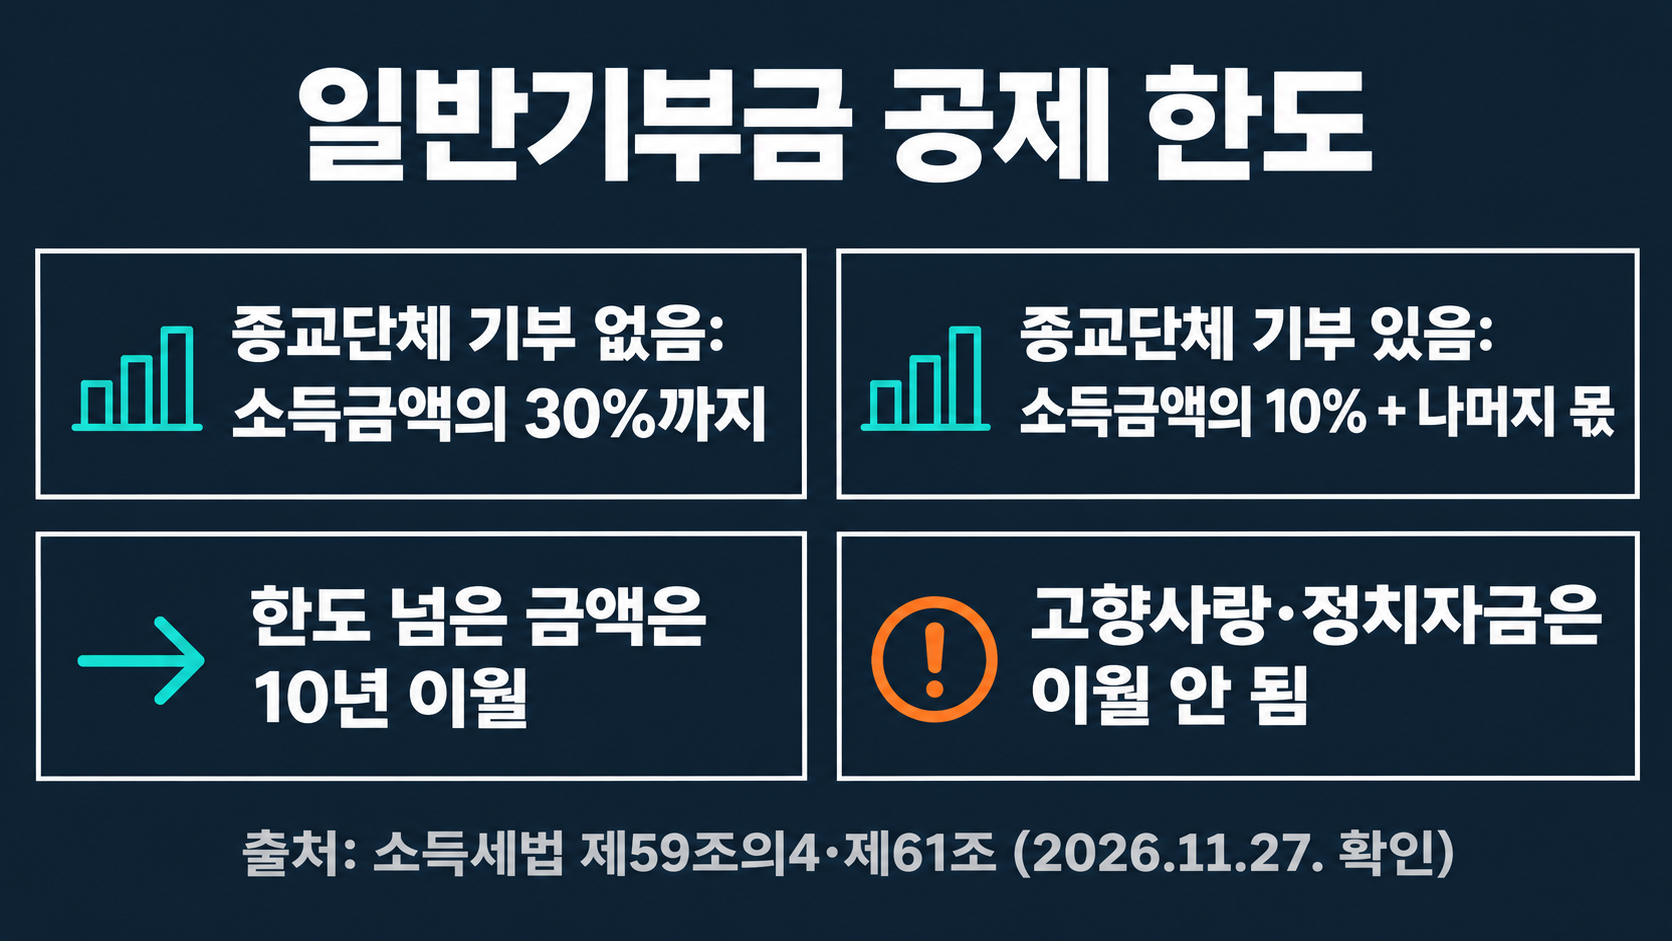 일반기부금 공제 한도
종교단체 기부 없음:
소득금액의 30%까지
종교단체 기부 있음:
소득금액의 10% + 나머지 몫
한도 넘은 금액은
10년 이월
고향사랑·정치자금은
이월 안 됨
출처: 소득세법 제59조의4·제61조 (2026.11.27. 확인)